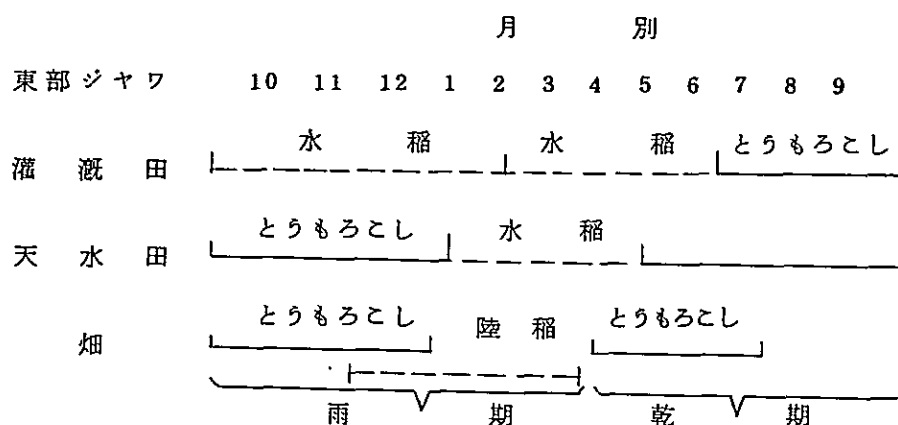 月別
東部ジャワ 10 11 12 1 2 3 4 5 6 7 8 9
水稲 水稲 とうもろこし
灌漑田
とうもろこし 水稲
天水田
とうもろこし 陸稲 とうもろこし
畑
雨期 乾期